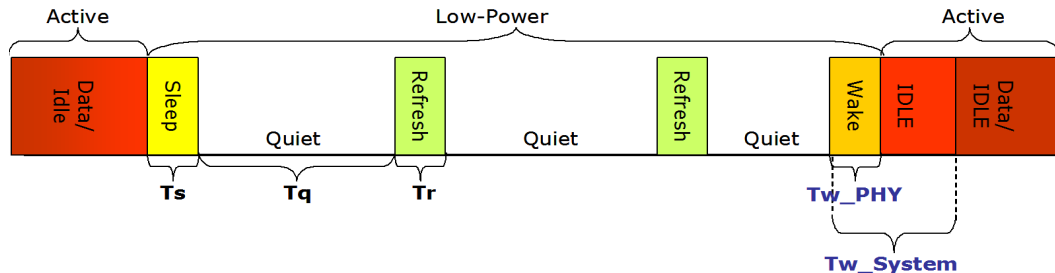 Active
Low-Power
Active
Data/
Idle
Sleep
Quiet
Refresh
Quiet
Refresh
Quiet
Wake
IDLE
Data/
IDLE
Ts
Tq
Tr
Tw_PHY
Tw_System